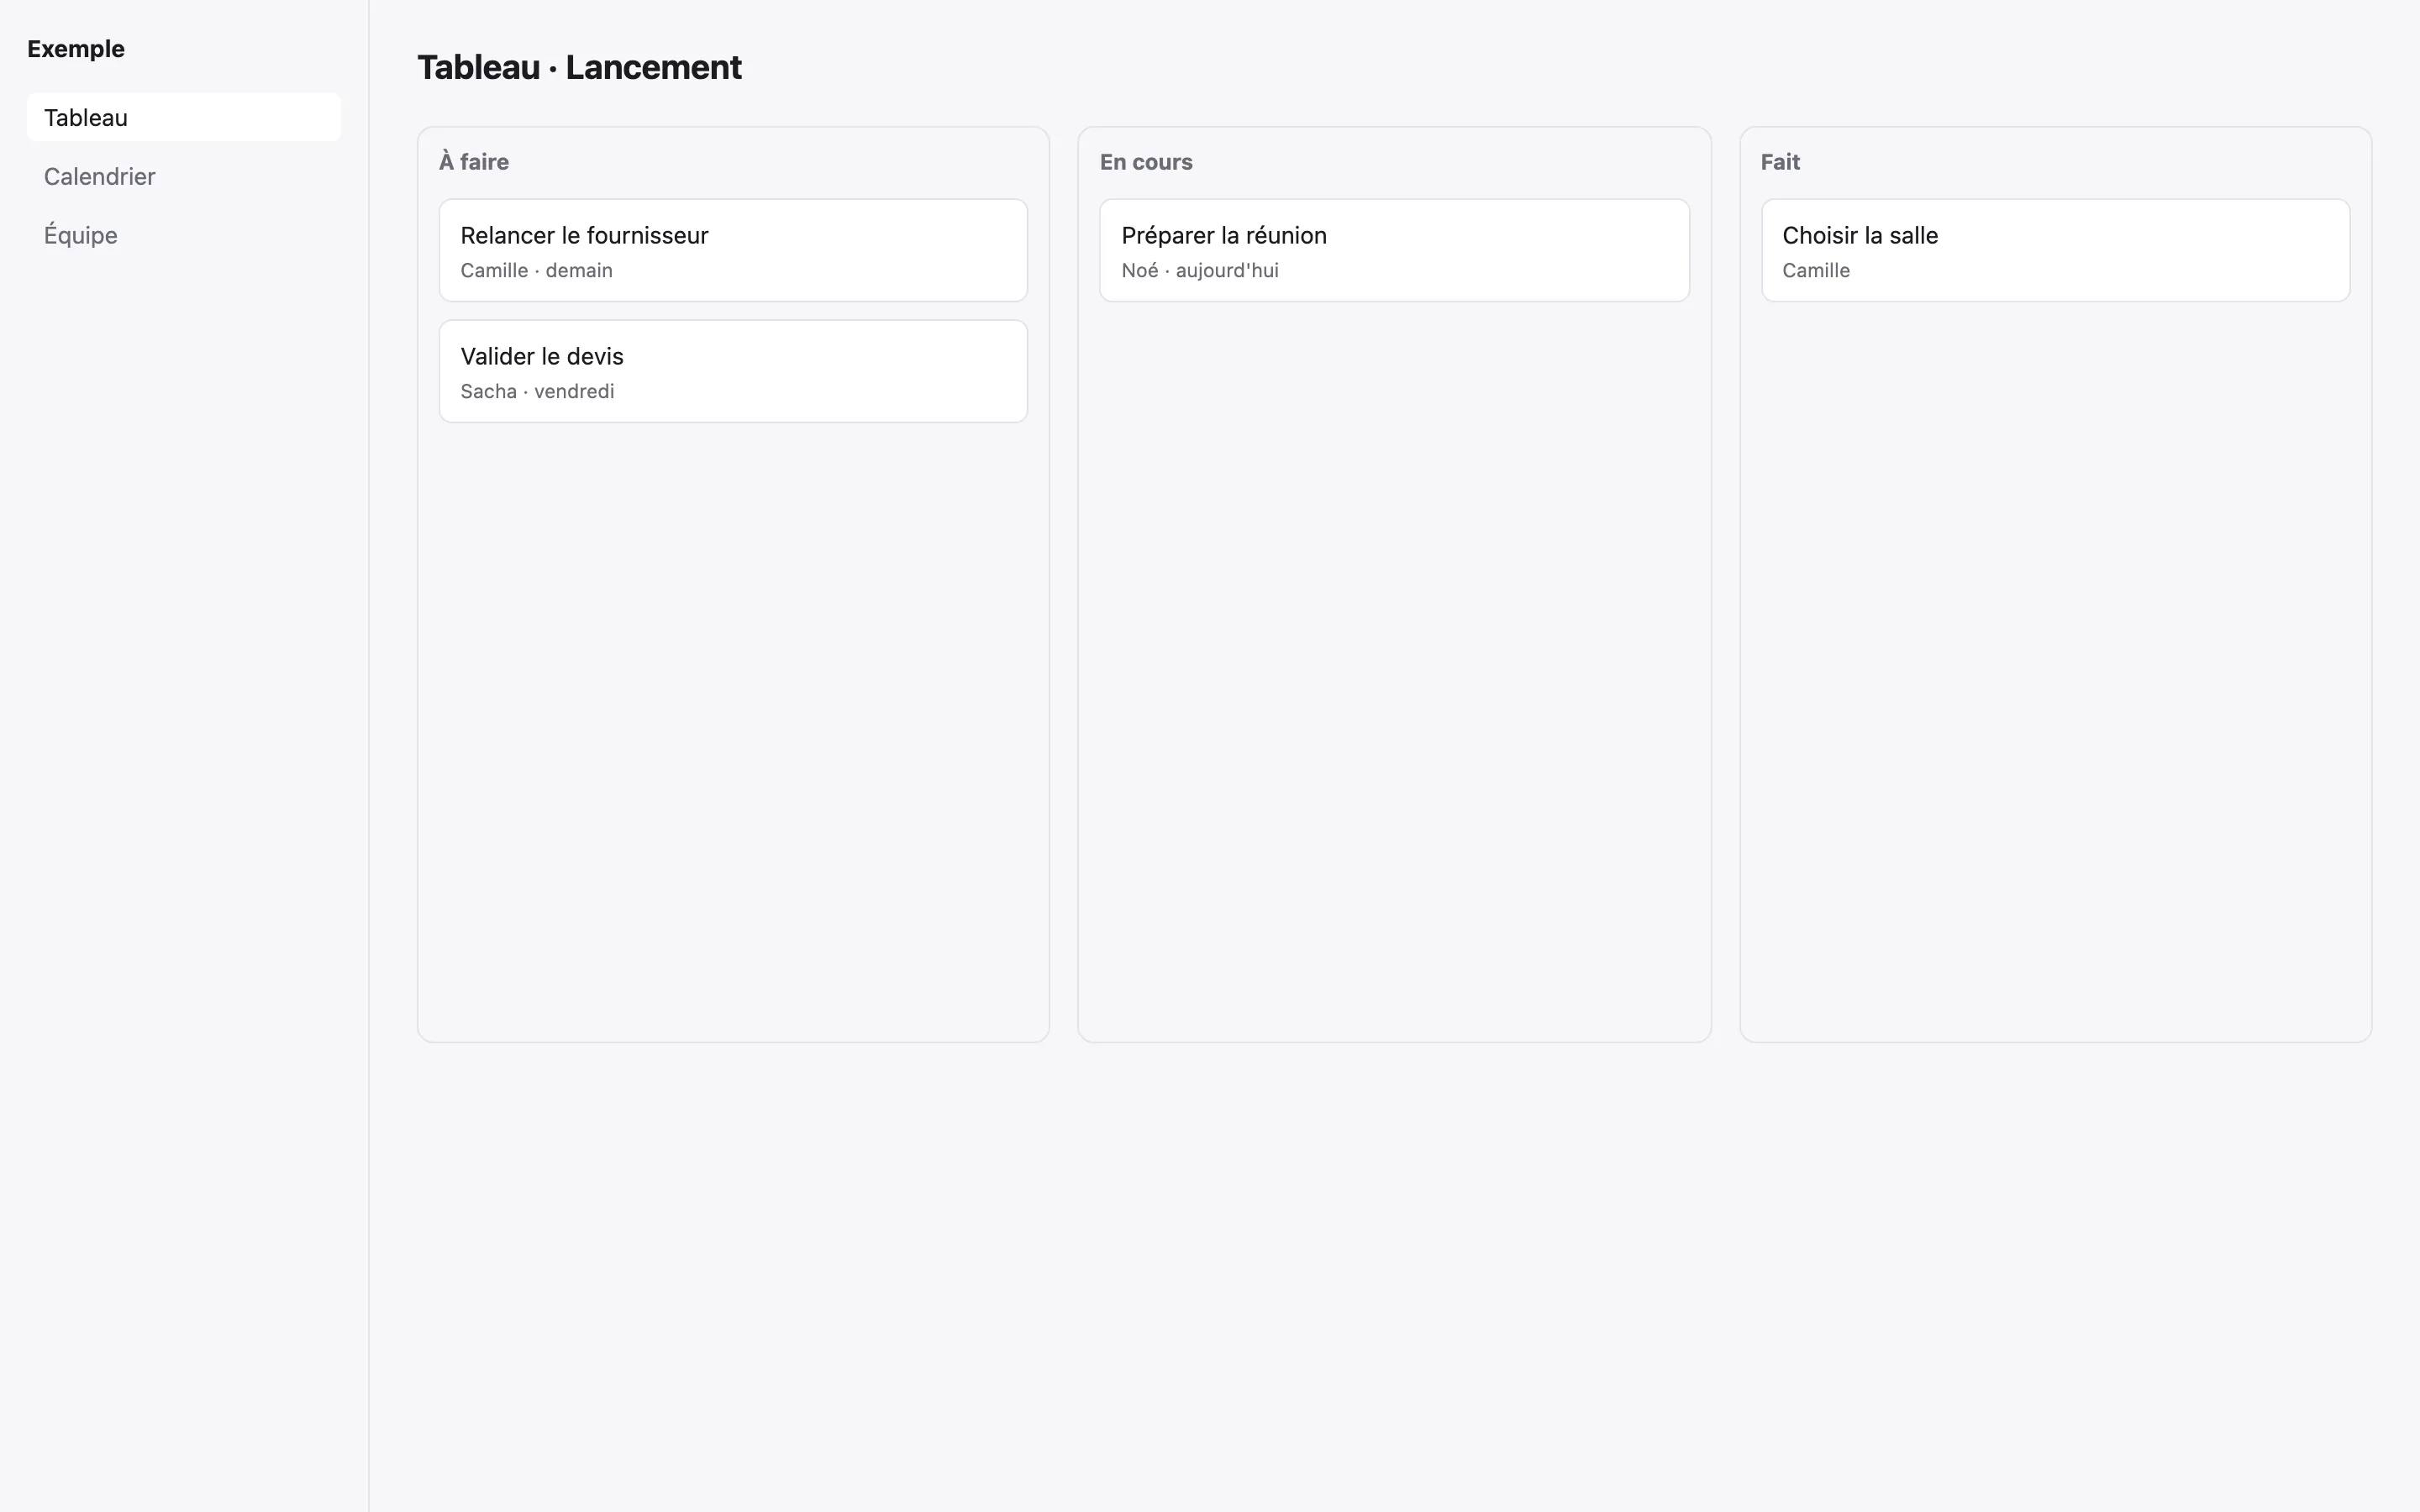 Exemple
Tableau
Calendrier
Équipe
Tableau · Lancement
À faire
Relancer le fournisseur
Camille · demain
Valider le devis
Sacha · vendredi
En cours
Préparer la réunion
Noé · aujourd'hui
Fait
Choisir la salle
Camille